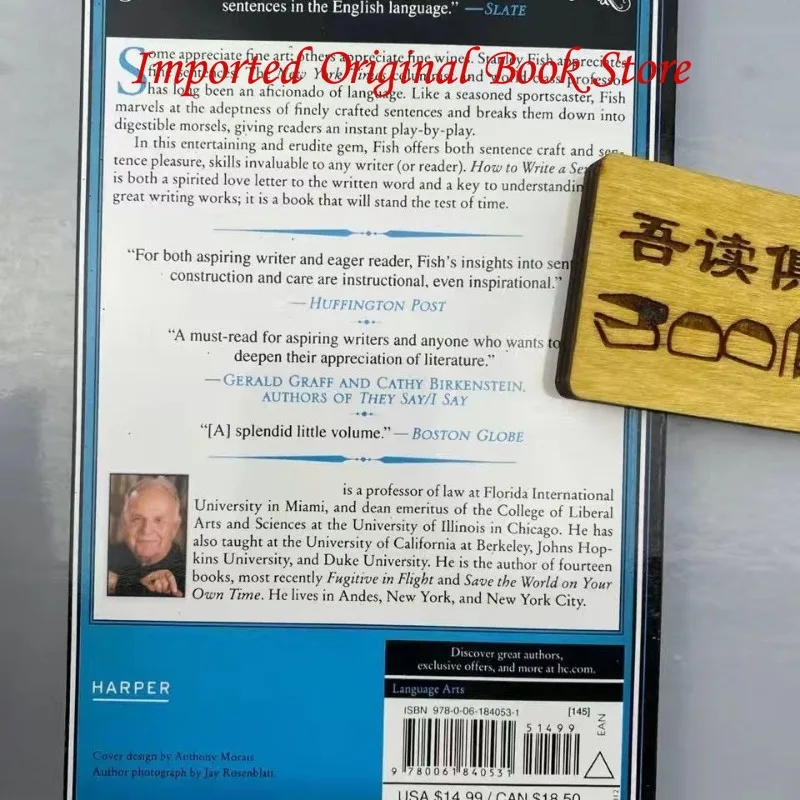 sentences in the English language.” —SLATE
Imported Original Book Store
Some appreciate fine art; others appreciate fine wines. Stanley Fish appreciates
has long been an aficionado of language. Like a seasoned sportscaster, Fish
marvels at the adeptness of finely crafted sentences and breaks them down into
digestible morsels, giving readers an instant play-by-play.
In this entertaining and erudite gem, Fish offers both sentence craft and sen-
tence pleasure, skills invaluable to any writer (or reader). How to Write a Se
is both a spirited love letter to the written word and a key to understandin
great writing works; it is a book that will stand the test of time.
“For both aspiring writer and eager reader, Fish’s insights into sen
construction and care are instructional, even inspirational.”
—HUFFINGTON POST
“A must-read for aspiring writers and anyone who wants to
deepen their appreciation of literature.”
—GERALD GRAFF AND CATHY BIRKENSTEIN,
AUTHORS OF THEY SAY/I SAY
“[A] splendid little volume.” —BOSTON GLOBE
is a professor of law at Florida International
University in Miami, and dean emeritus of the College of Liberal
Arts and Sciences at the University of Illinois in Chicago. He has
also taught at the University of California at Berkeley, Johns Hop-
kins University, and Duke University. He is the author of fourteen
books, most recently Fugitive in Flight and Save the World on Your
Own Time. He lives in Andes, New York, and New York City.
吾读俱
Discover great authors,
exclusive offers, and more at hc.com.
HARPER
Language Arts
ISBN 978-0-06-184053-1 [145]
51499
EAN
9 780061 840531
Cover design by Anthony Morais
Author photograph by Jay Rosenblatt
USA $14.99 / CAN $18.50